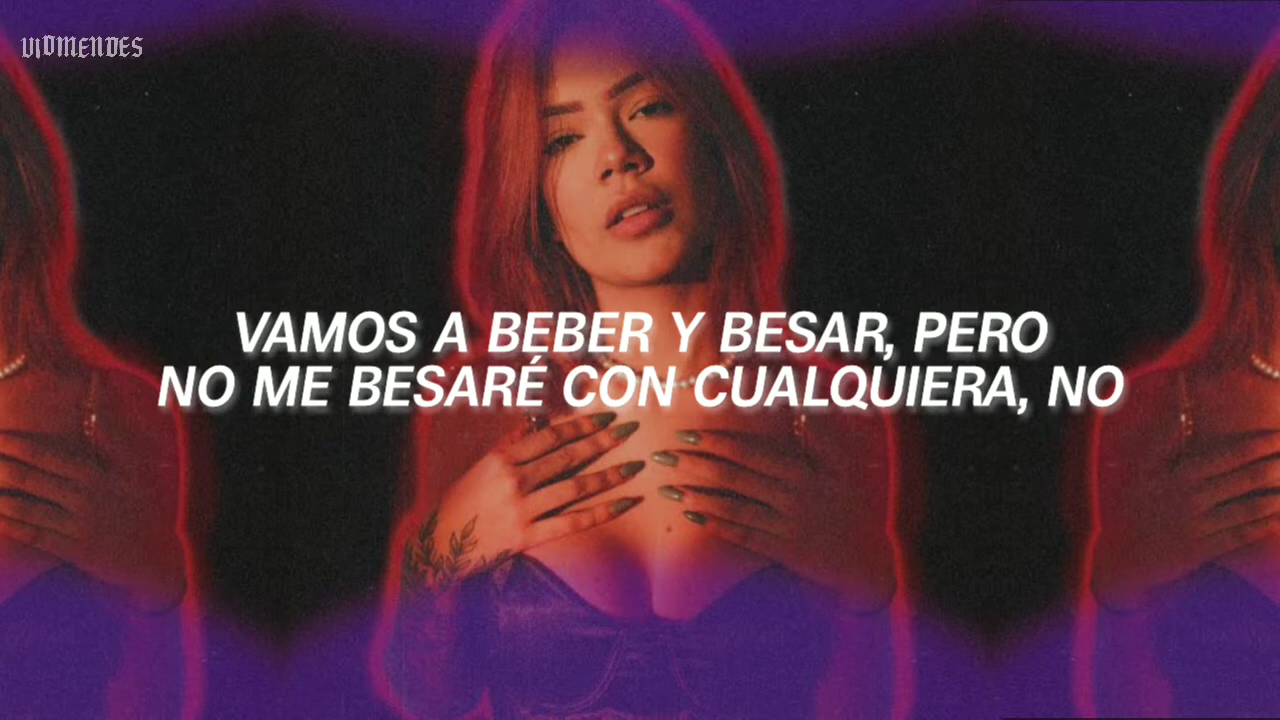 VIDMENDES
VAMOS A BEBER Y BESAR, PERO
NO ME BESARÉ CON CUALQUIERA, NO